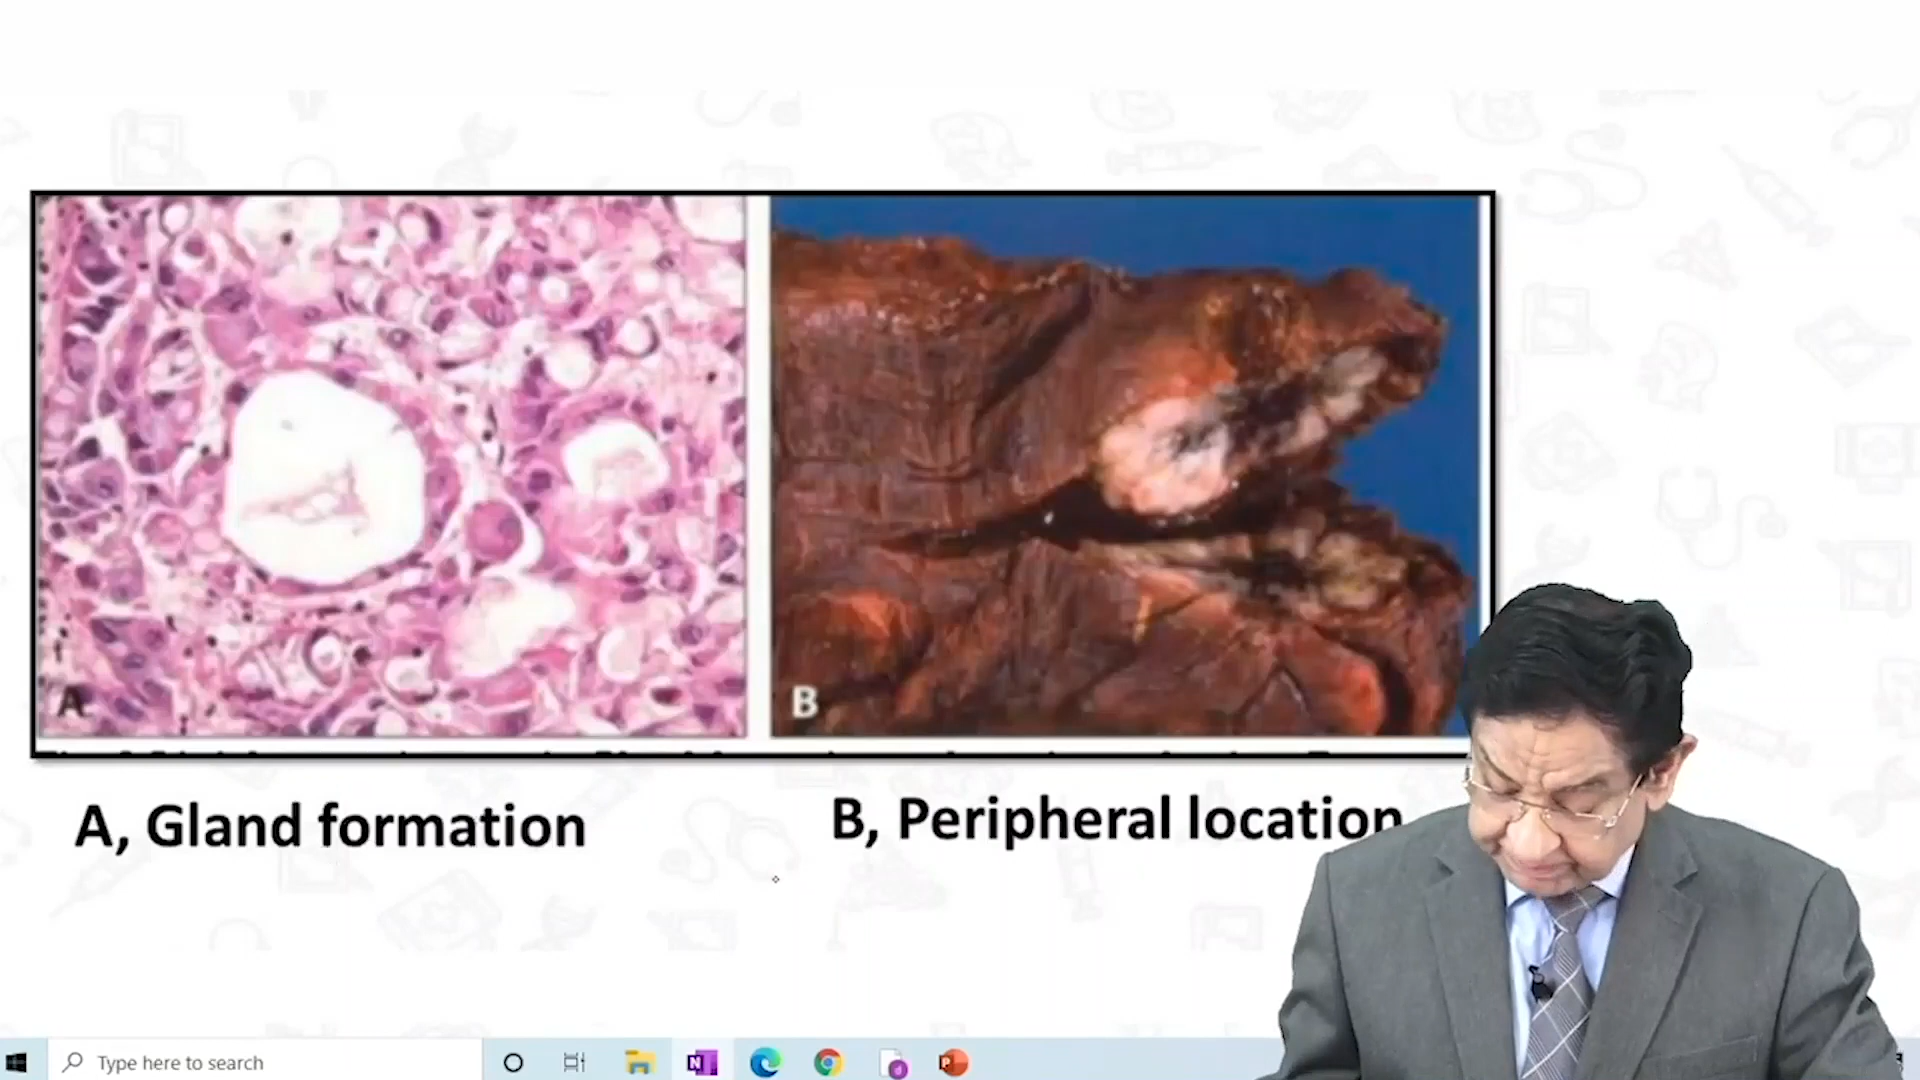 A
B
A, Gland formation
B, Peripheral location
Type here to search